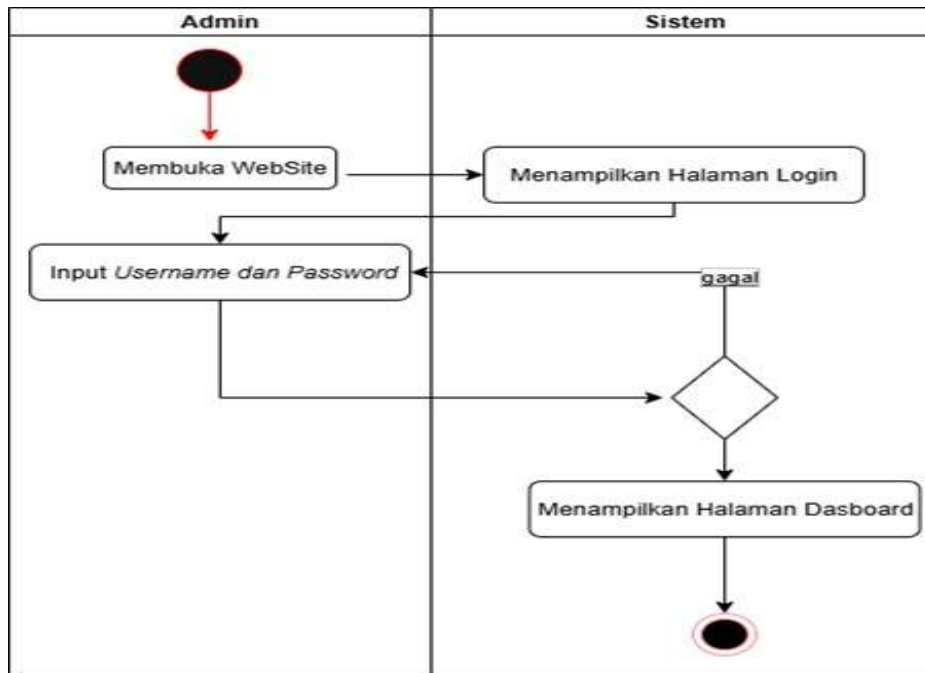 Admin
Sistem
Membuka WebSite
Menampilkan Halaman Login
Input Username dan Password
gagal
Menampilkan Halaman Dasboard